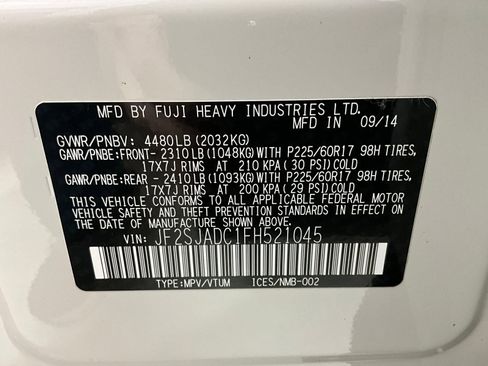 MFD BY FUJI HEAVY INDUSTRIES LTD.
MFD IN 09/14
GVWR/PNBV: 4480LB(2032KG)
GAWR/PNBE:FRONT- 2310LB(1048KG)WITH P225/60R17 98H TIRES,
17X7J RIMS AT 210 KPA(30 PSI)COLD
GAWR/PNBE:REAR - 2410LB(1093KG)WITH P225/60R17 98H TIRES,
17X7J RIMS AT 200 KPA(29 PSI)COLD
THIS VEHICLE CONFORMS TO ALL APPLICABLE FEDERAL MOTOR
VEHICLE SAFETY, BUMPER, AND THEFT PREVENTION STANDARDS IN EFFECT ON
THE DATE OF MANUFACTURE SHOWN ABOVE.
VIN: JF2SJADC1FH521045
TYPE:MPV/VTUM ICES/NMB-002